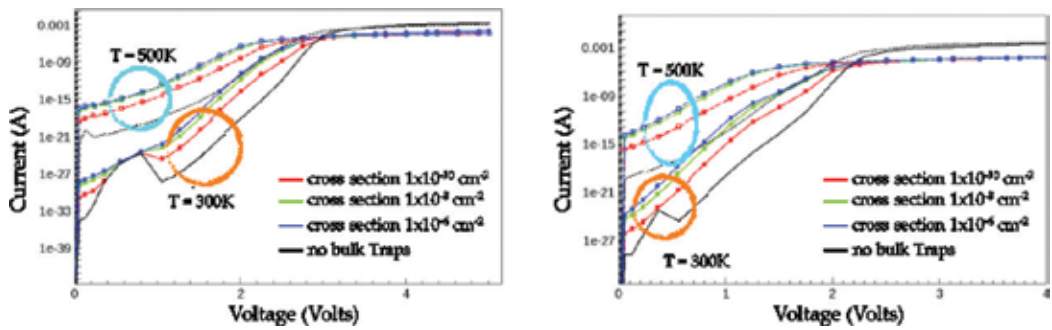 0.001
1e-09
1e-15
1e-21
1e-27
1e-33
1e-39
Current (A)
T = 500K
T = 300K
cross section 1x10⁻¹⁰ cm⁻²
cross section 1x10⁻⁸ cm⁻²
cross section 1x10⁻⁶ cm⁻²
no bulk Traps
0 2 4
Voltage (Volts)
0.001
1e-09
1e-15
1e-21
1e-27
Current (A)
T = 500K
T = 300K
cross section 1x10⁻¹⁰ cm⁻²
cross section 1x10⁻⁸ cm⁻²
cross section 1x10⁻⁶ cm⁻²
no bulk Traps
0 1 2 3 4
Voltage (Volts)